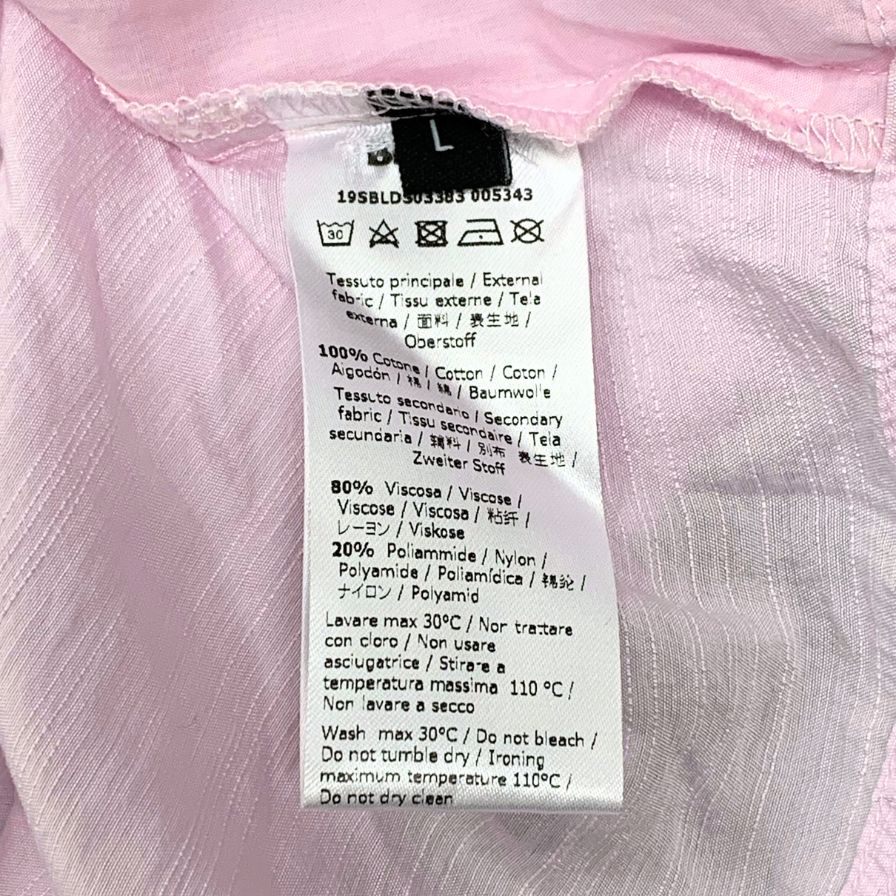 L
19SBLDS03383 005343
30
Tessuto principale / External
fabric / Tissu externe / Tela
externa / 面料 / 表生地 /
Oberstoff
100% Cotone / Cotton / Coton /
Algodón / 棉 / 綿 / Baumwolle
Tessuto secondario / Secondary
fabric / Tissu secondaire / Tela
secundaria / 辅料 / 別布 表生地 /
Zweiter Stoff
80% Viscosa / Viscose /
Viscose / Viscosa / 粘纤 /
レーヨン / Viskose
20% Poliammide / Nylon /
Polyamide / Poliamídica / 锦纶 /
ナイロン / Polyamid
Lavare max 30°C / Non trattare
con cloro / Non usare
asciugatrice / Stirare a
temperatura massima 110 °C /
Non lavare a secco
Wash max 30°C / Do not bleach /
Do not tumble dry / Ironing
maximum temperature 110°C /
Do not dry clean